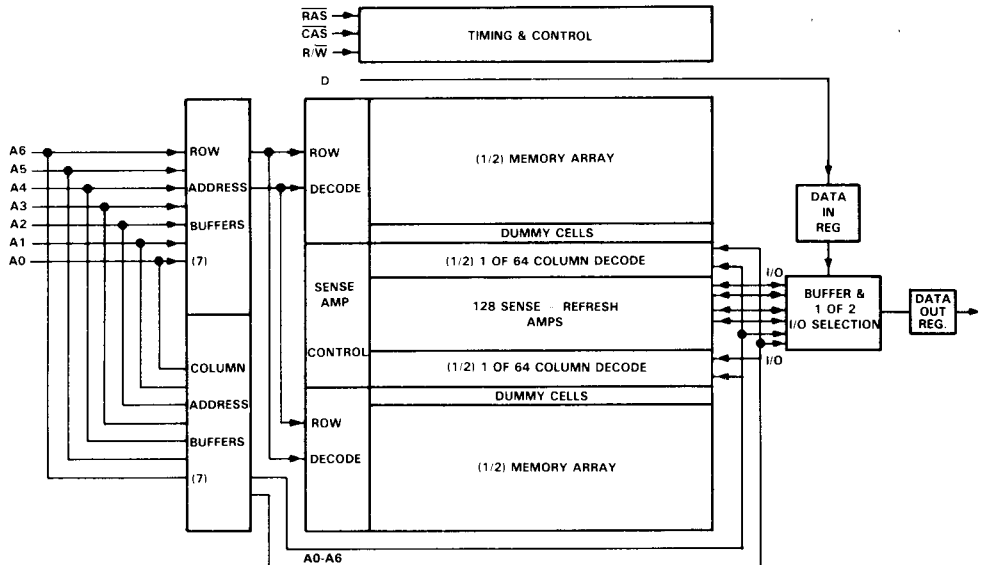 R̅A̅S̅
C̅A̅S̅
R/W̅
TIMING & CONTROL
D
A6
A5
A4
A3
A2
A1
A0
ROW
ADDRESS
BUFFERS
(7)
COLUMN
ADDRESS
BUFFERS
(7)
ROW
DECODE
SENSE
AMP
CONTROL
ROW
DECODE
(1/2) MEMORY ARRAY
DUMMY CELLS
(1/2) 1 OF 64 COLUMN DECODE
128 SENSE - REFRESH
AMPS
(1/2) 1 OF 64 COLUMN DECODE
DUMMY CELLS
(1/2) MEMORY ARRAY
A0-A6
DATA
IN
REG
I/O
BUFFER &
1 OF 2
I/O SELECTION
I/O
DATA
OUT
REG.